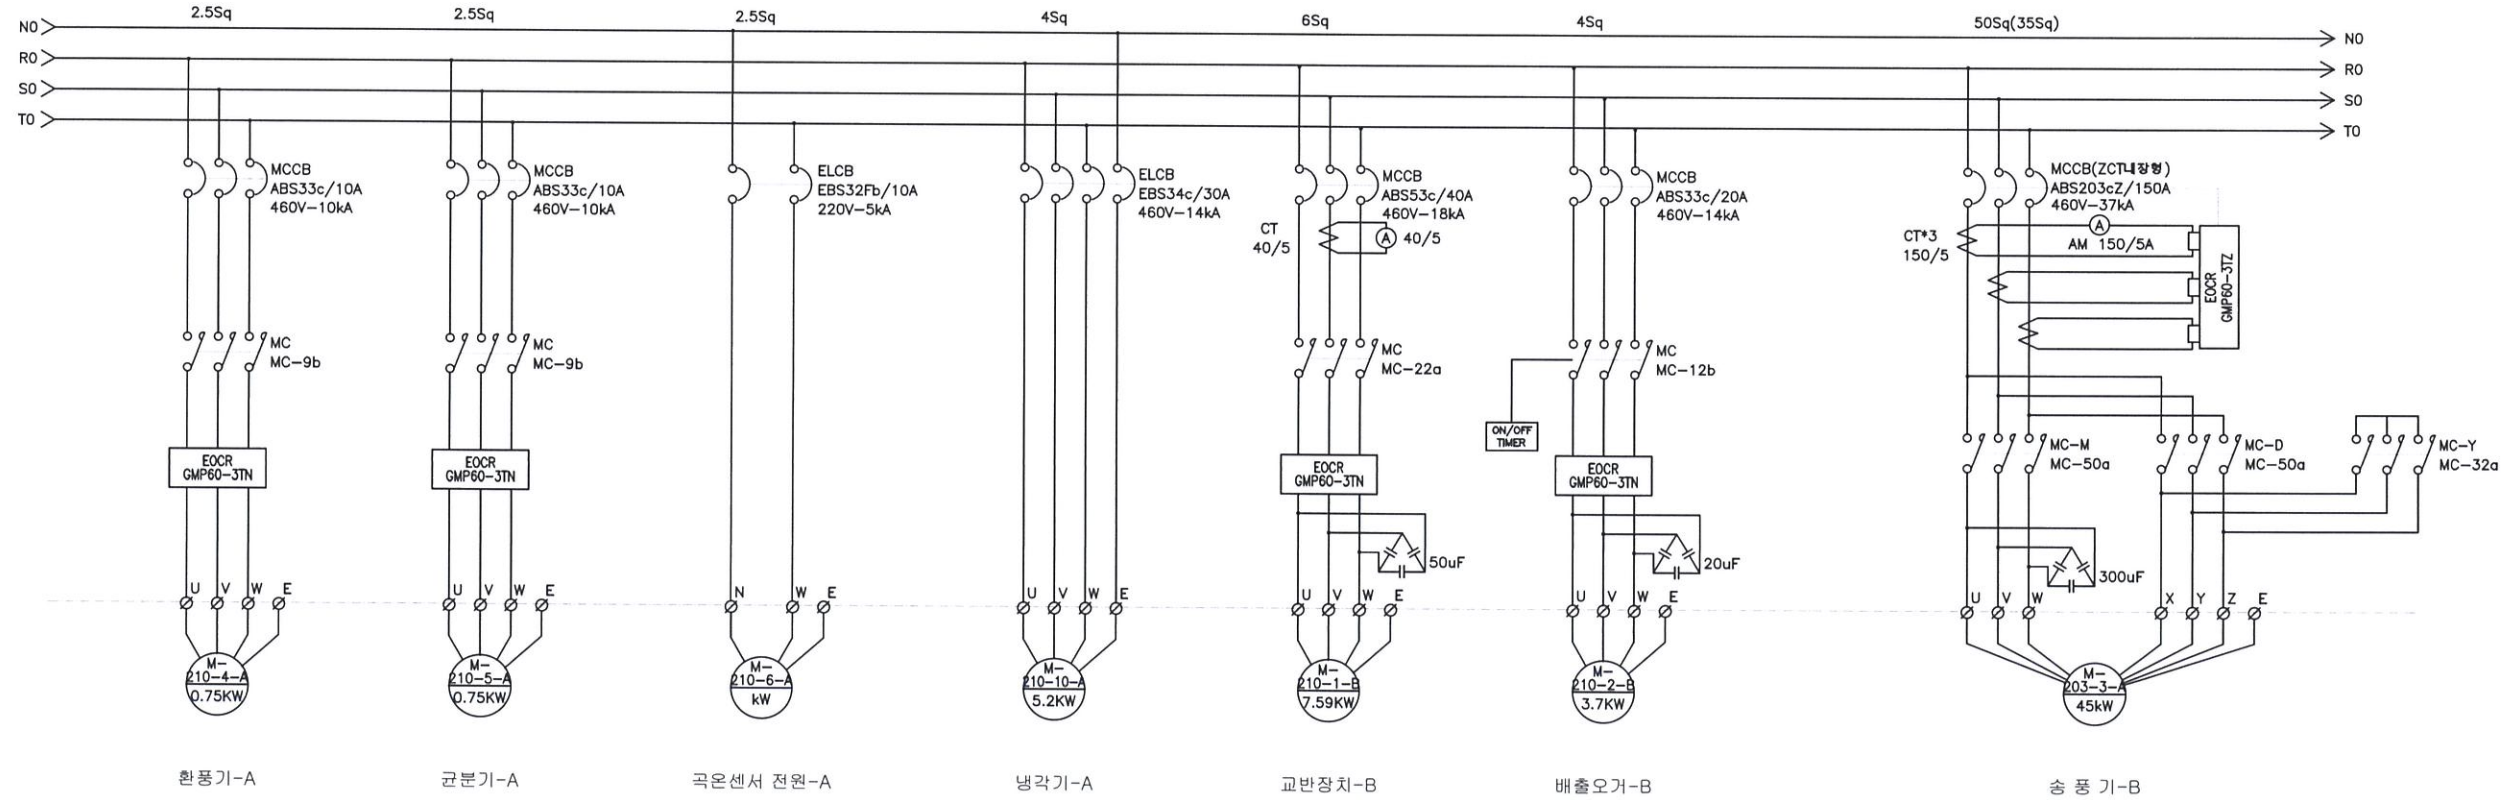 2.5Sq
2.5Sq
2.5Sq
4Sq
6Sq
4Sq
50Sq(35Sq)
N0
R0
S0
T0
N0
R0
S0
T0
MCCB
ABS33c/10A
460V-10kA
MC
MC-9b
EOCR
GMP60-3TN
U V W E
M-
210-4-A
0.75KW
환풍기-A
MCCB
ABS33c/10A
460V-10kA
MC
MC-9b
EOCR
GMP60-3TN
U V W E
M-
210-5-A
0.75KW
균분기-A
ELCB
EBS32Fb/10A
220V-5kA
N W E
M-
210-6-A
kW
곡온센서 전원-A
ELCB
EBS34c/30A
460V-14kA
U V W E
M-
210-10-A
5.2KW
냉각기-A
MCCB
ABS53c/40A
460V-18kA
CT
40/5
A 40/5
MC
MC-22a
EOCR
GMP60-3TN
50uF
U V W E
M-
210-1-B
7.59KW
교반장치-B
MCCB
ABS33c/20A
460V-14kA
MC
MC-12b
ON/OFF
TIMER
EOCR
GMP60-3TN
20uF
U V W E
M-
210-2-B
3.7KW
배출오거-B
MCCB(ZCT내장형)
ABS203cZ/150A
460V-37kA
CT*3
150/5
A
AM 150/5A
EOCR
GMP60-3TZ
MC-M
MC-50a
MC-D
MC-50a
MC-Y
MC-32a
300uF
U V W X Y Z E
M-
203-3-A
45kW
송 풍 기-B